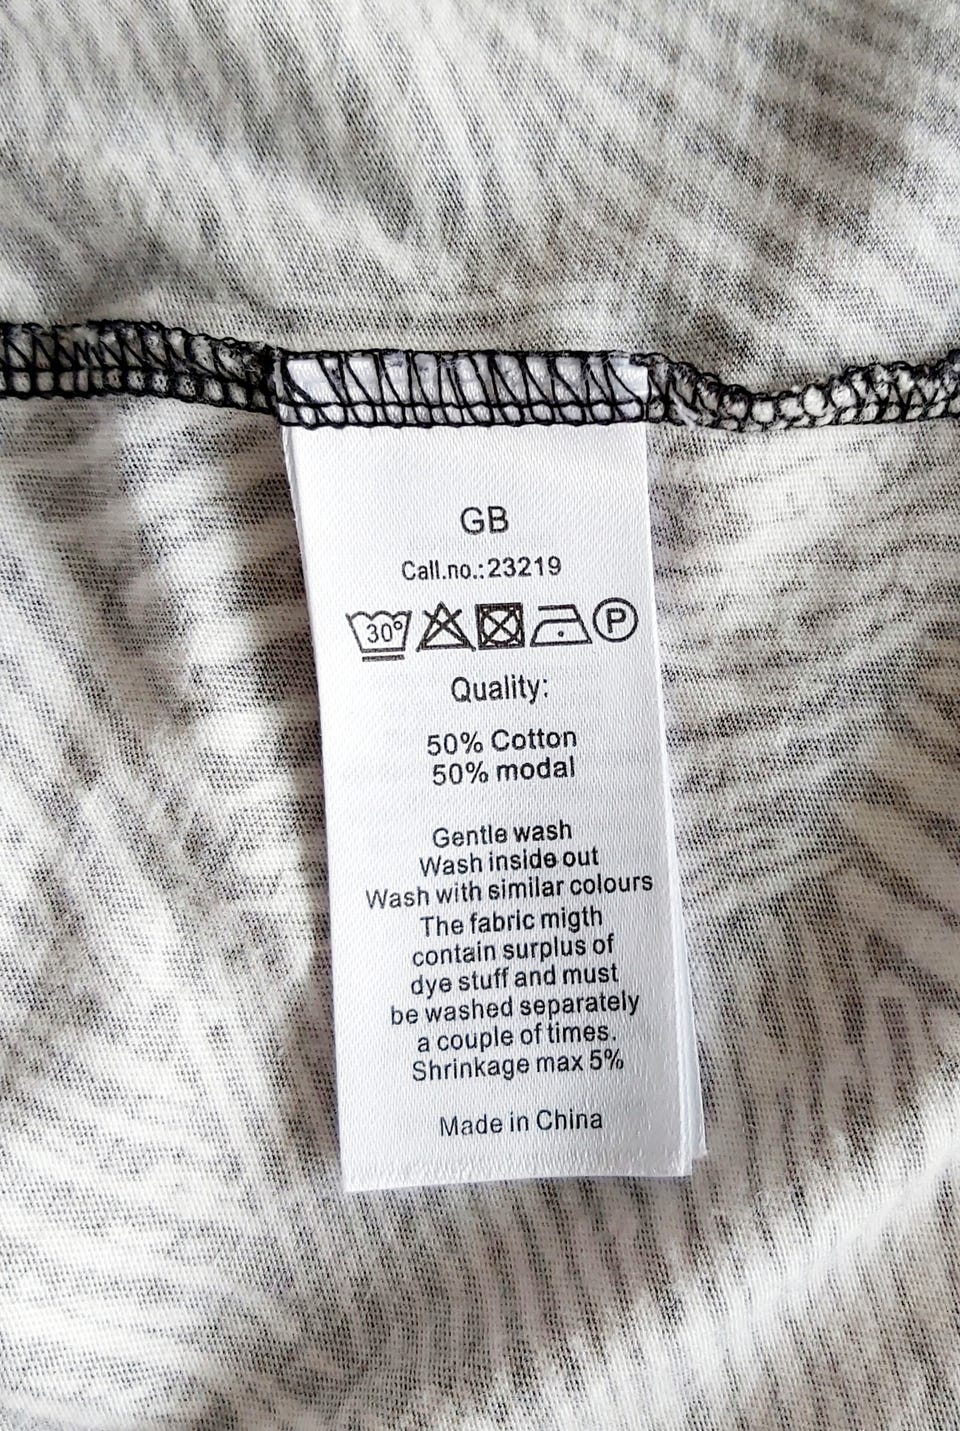 GB
Call.no.:23219
30° P
Quality:
50% Cotton
50% modal
Gentle wash
Wash inside out
Wash with similar colours
The fabric migth
contain surplus of
dye stuff and must
be washed separately
a couple of times.
Shrinkage max 5%
Made in China